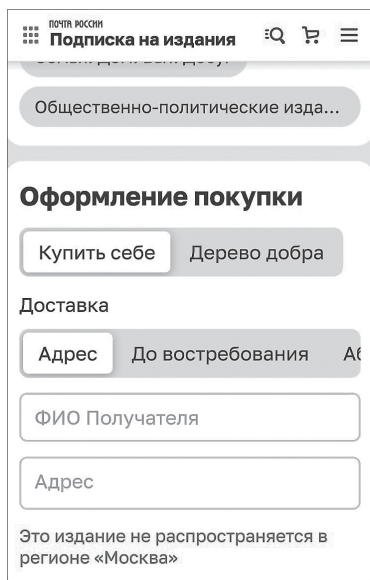 ПОЧТА РОССИИ
Подписка на издания
Общественно-политические изда...
Оформление покупки
Купить себе
Дерево добра
Доставка
Адрес
До востребования
ФИО Получателя
Адрес
Это издание не распространяется в
регионе «Москва»